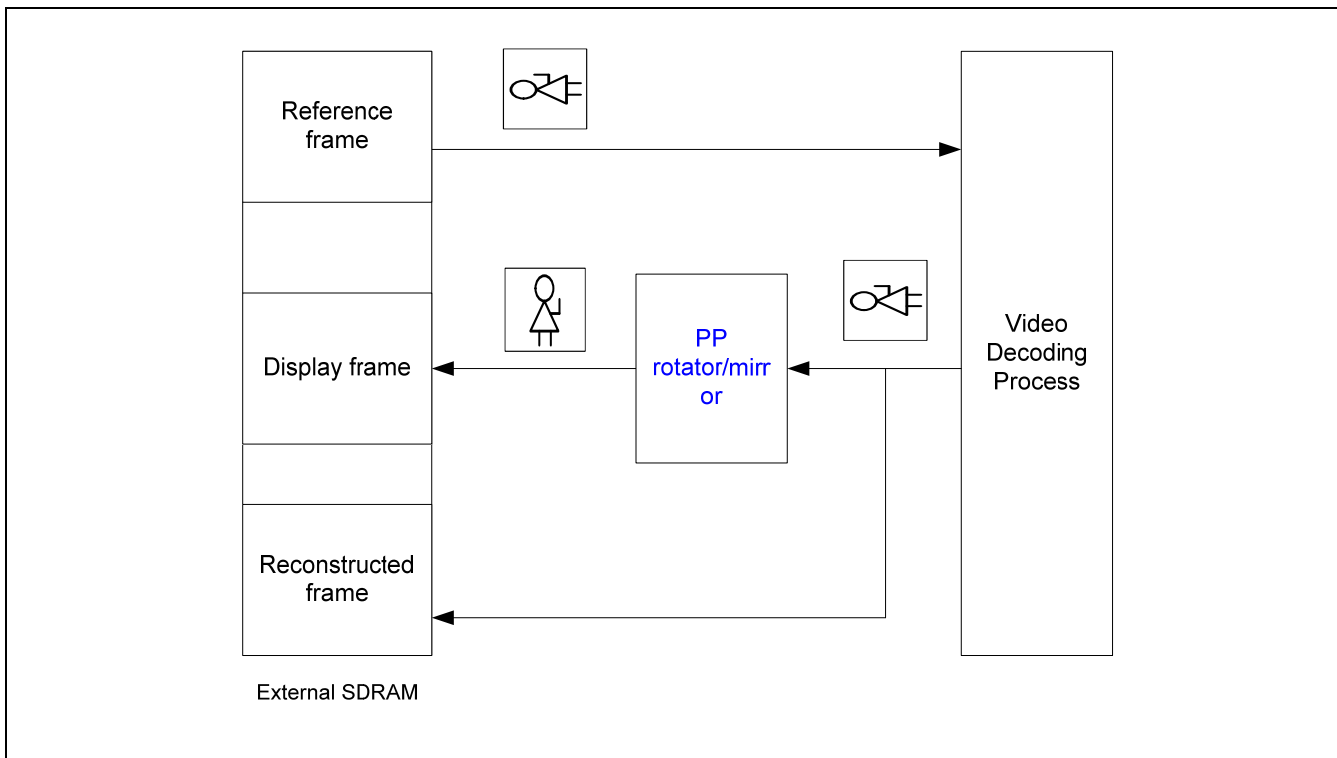 Reference
frame
Display frame
Reconstructed
frame
External SDRAM
PP
rotator/mirr
or
Video
Decoding
Process